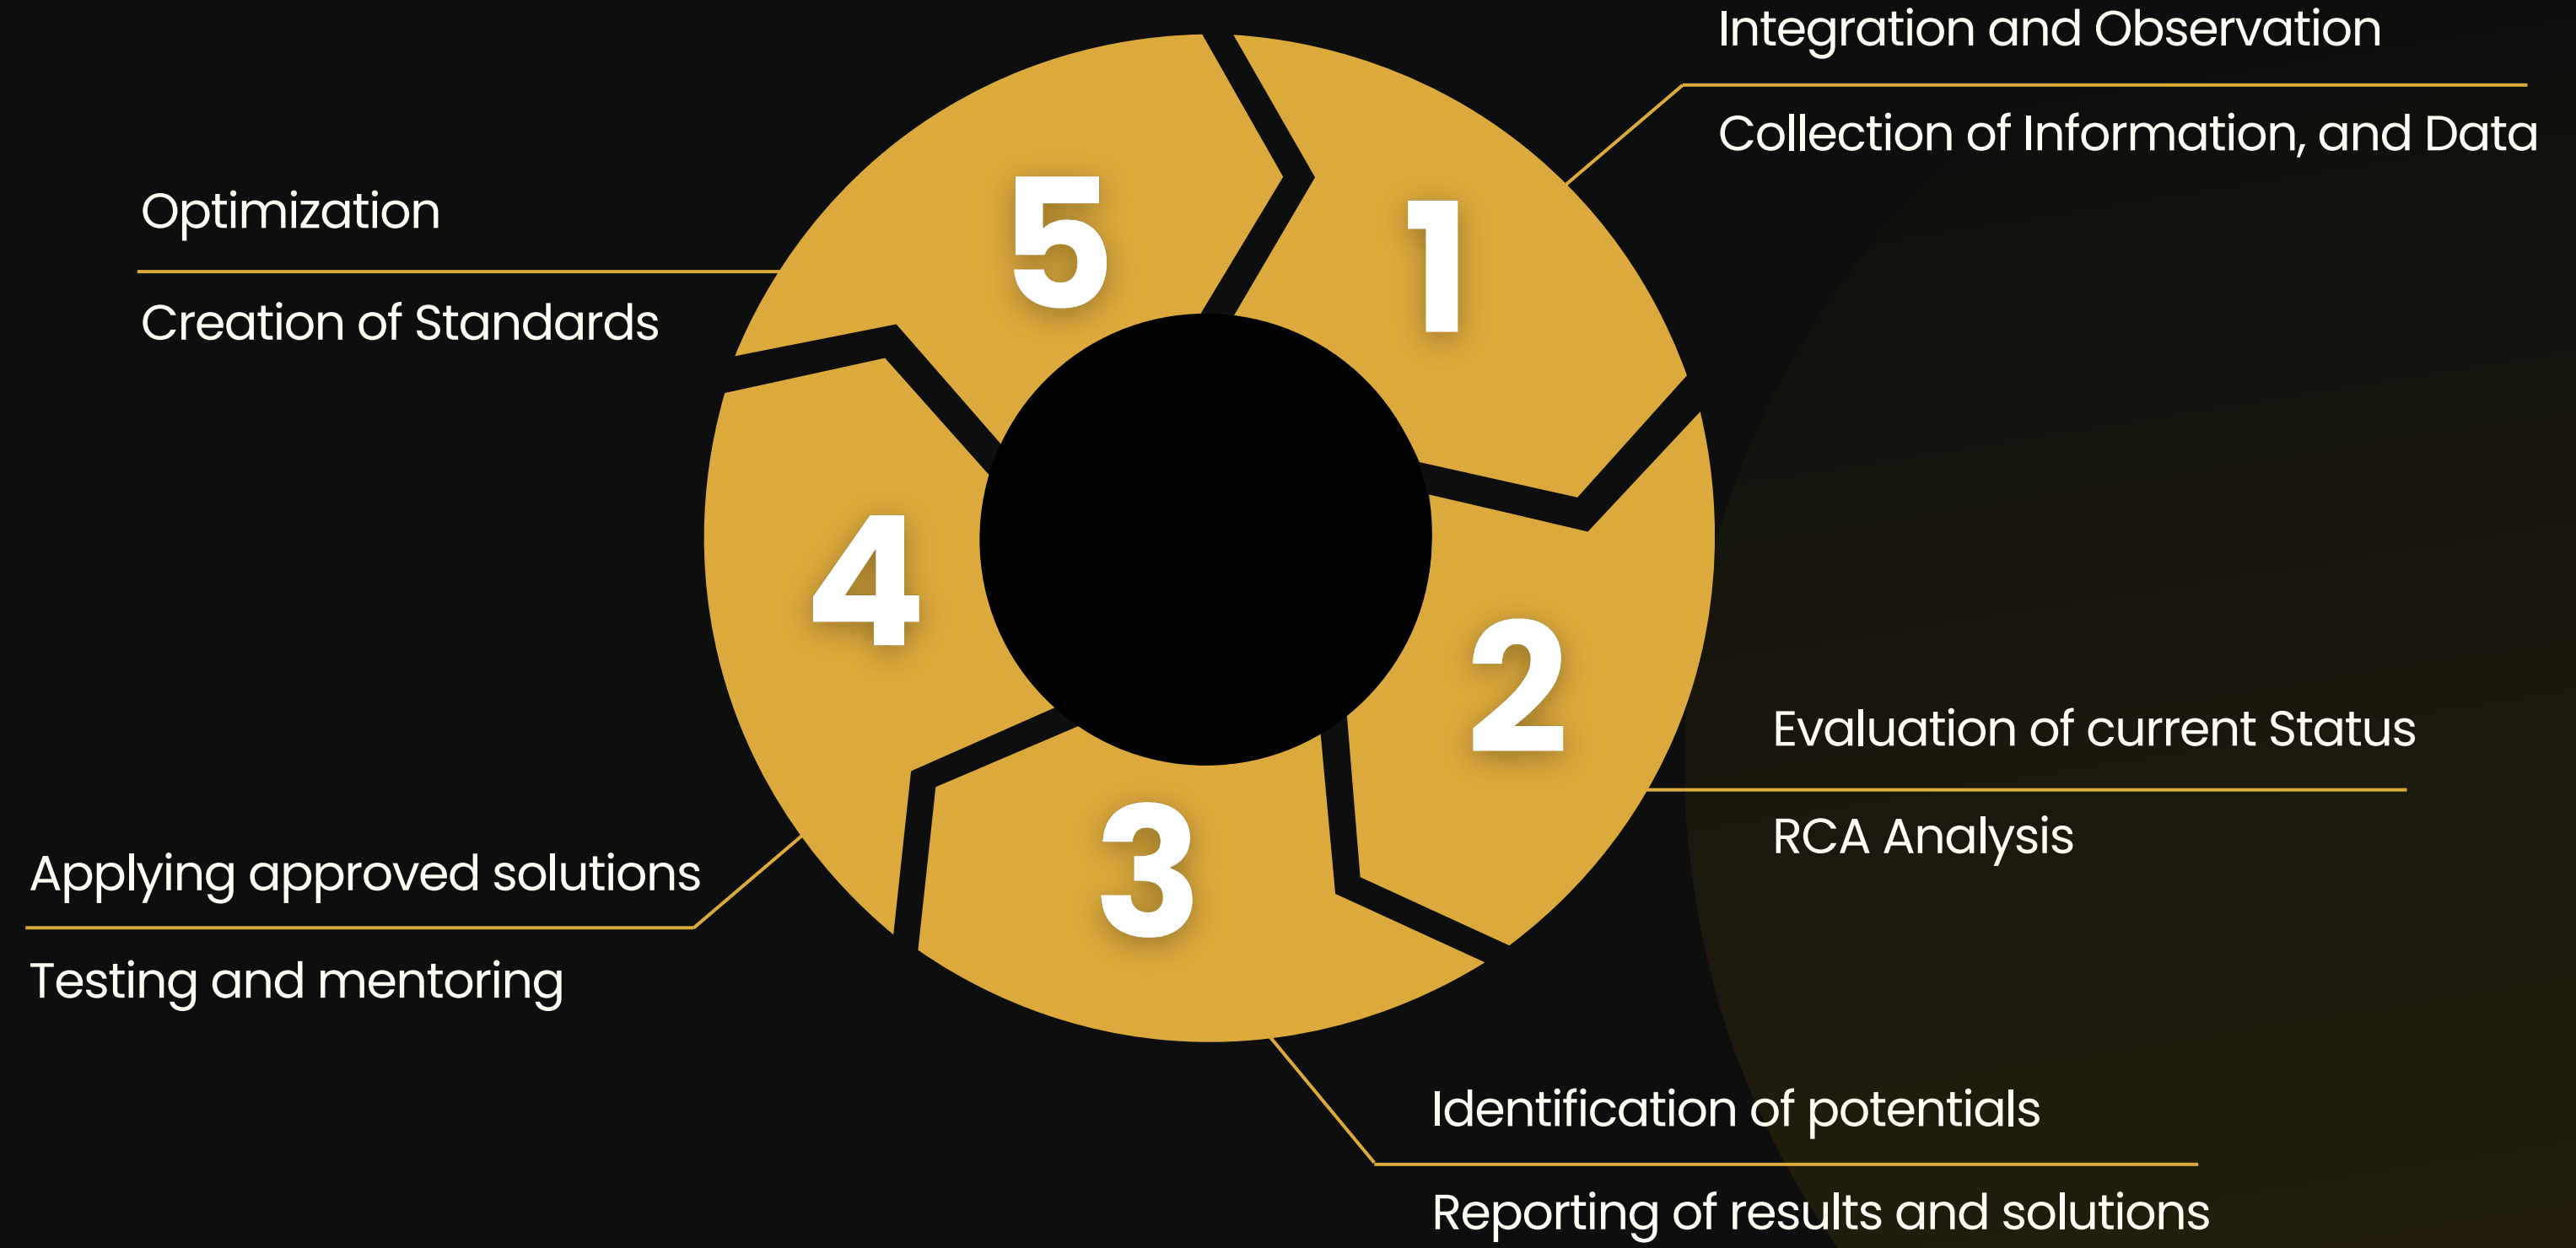 1
Integration and Observation
Collection of Information, and Data
2
Evaluation of current Status
RCA Analysis
3
Identification of potentials
Reporting of results and solutions
4
Applying approved solutions
Testing and mentoring
5
Optimization
Creation of Standards